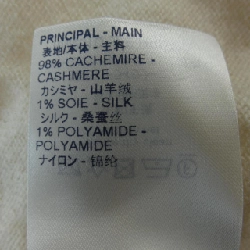 PRINCIPAL - MAIN
表地/本体 - 主料
98% CACHEMIRE -
CASHMERE
カシミヤ - 山羊绒
1% SOIE - SILK
シルク - 桑蚕丝
1% POLYAMIDE -
POLYAMIDE
ナイロン - 锦纶